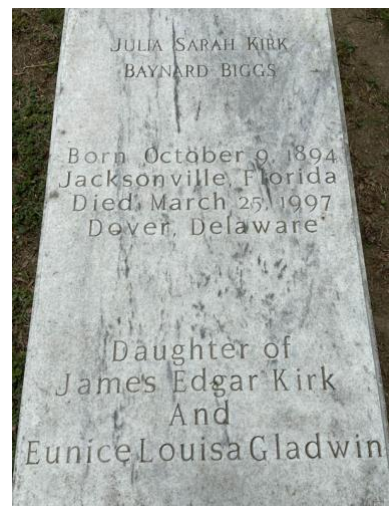 JULIA SARAH KIRK
BAYNARD BIGGS
Born October 9, 1894
Jacksonville, Florida
Died, March 25, 1997
Dover, Delaware
Daughter of
James Edgar Kirk
And
Eunice Louisa Gladwin